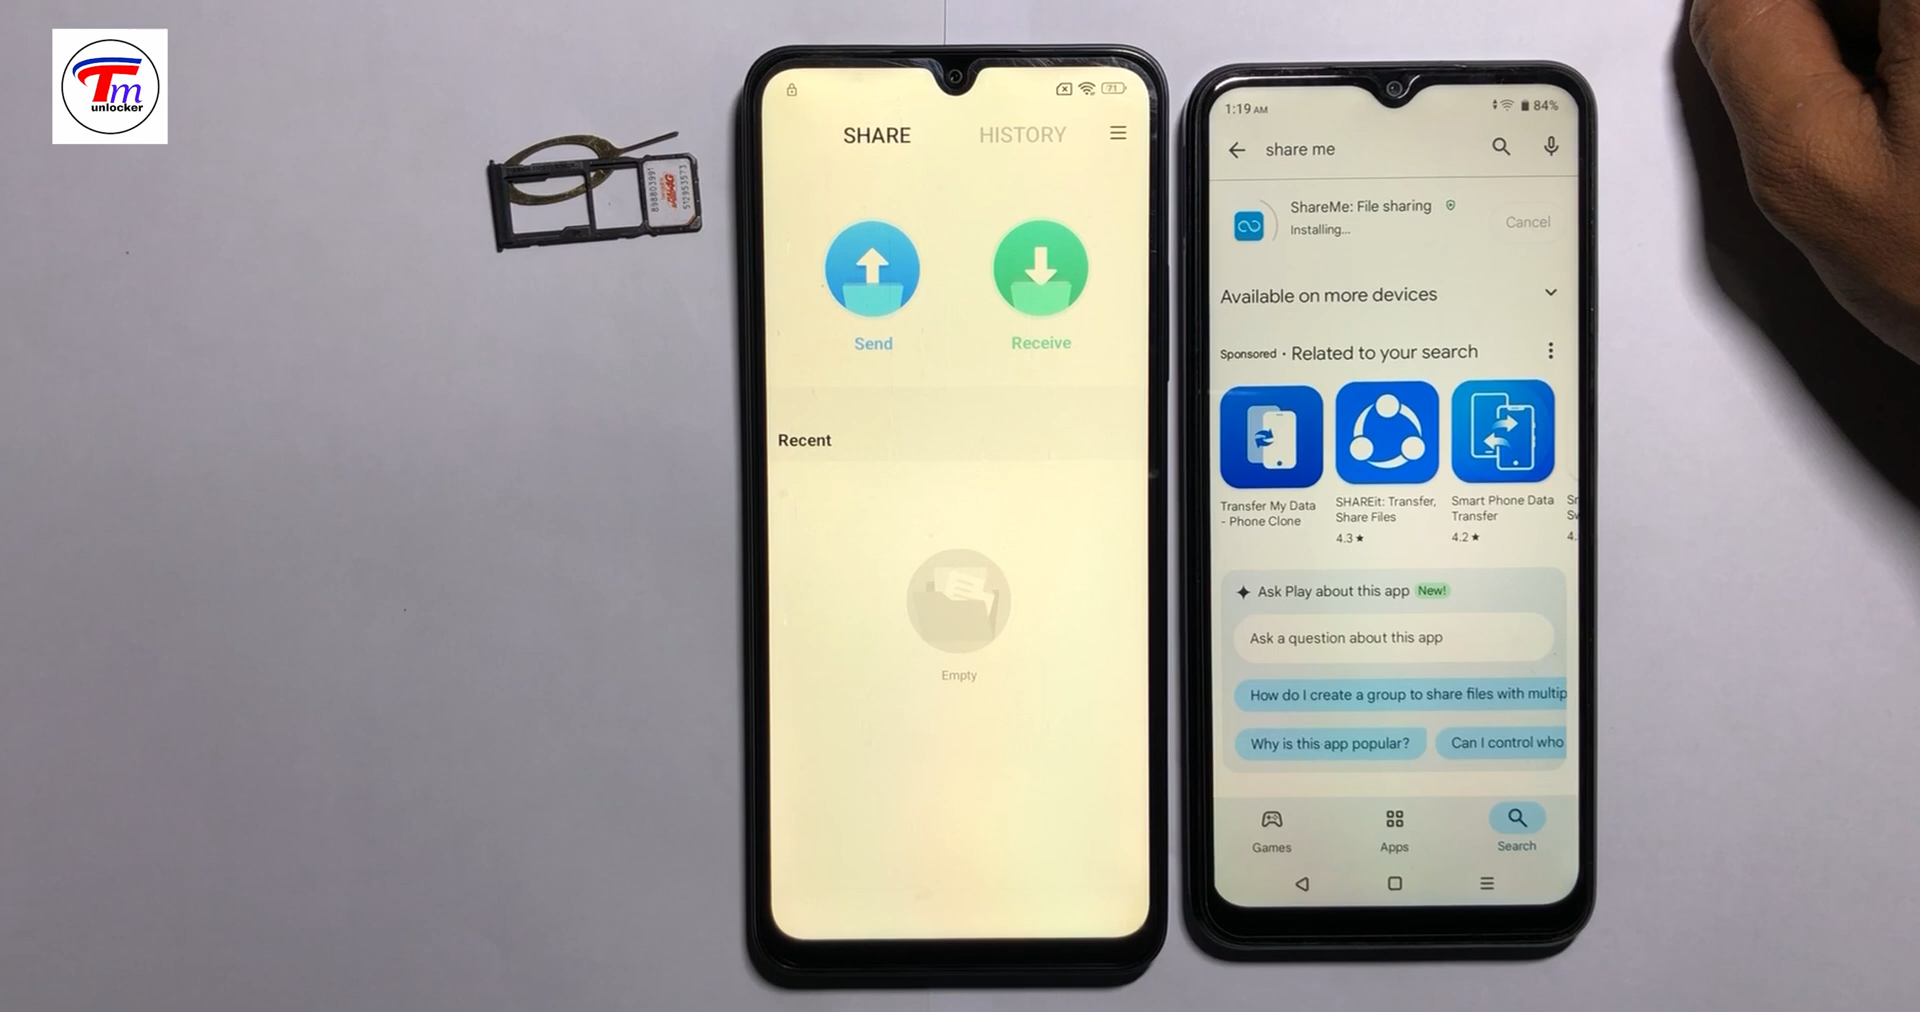 Tm
unlocker
898803991
512953573
71
SHARE
HISTORY
Send
Receive
Recent
Empty
1:19 AM
84%
share me
ShareMe: File sharing
Installing...
Cancel
Available on more devices
Sponsored · Related to your search
Transfer My Data
- Phone Clone
SHAREit: Transfer,
Share Files
4.3 ★
Smart Phone Data
Transfer
4.2 ★
4.
Ask Play about this app New!
Ask a question about this app
How do I create a group to share files with multip
Why is this app popular?
Can I control who
Games
Apps
Search